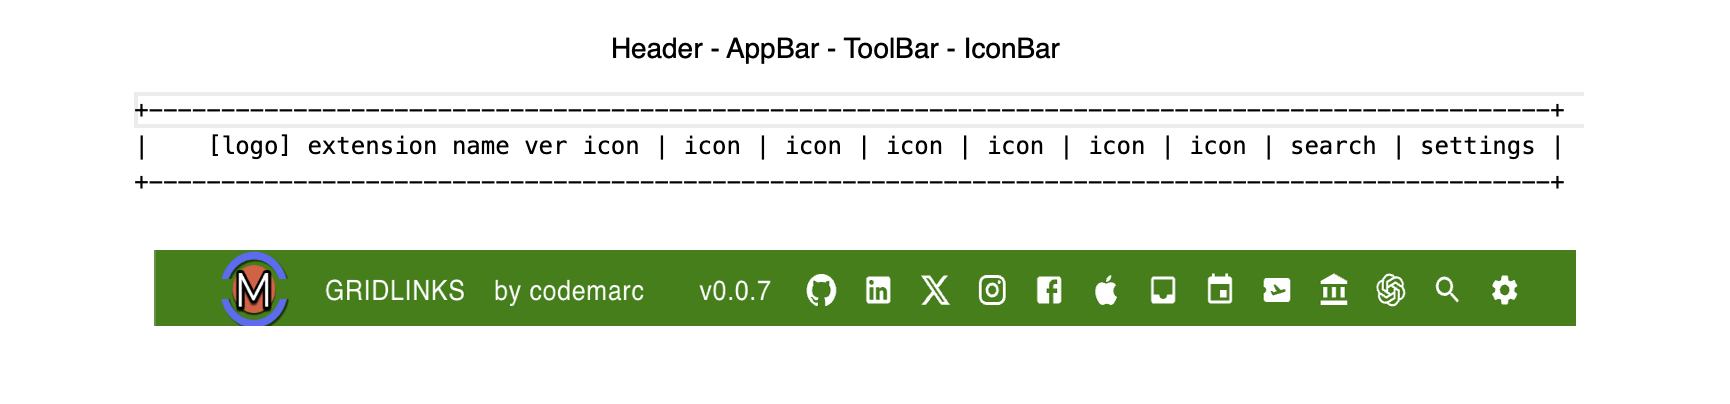 Header - AppBar - ToolBar - IconBar
+-------------------------------------------------------------------------------------------------+
|    [logo] extension name ver icon | icon | icon | icon | icon | icon | icon | search | settings |
+-------------------------------------------------------------------------------------------------+
M GRIDLINKS by codemarc v0.0.7